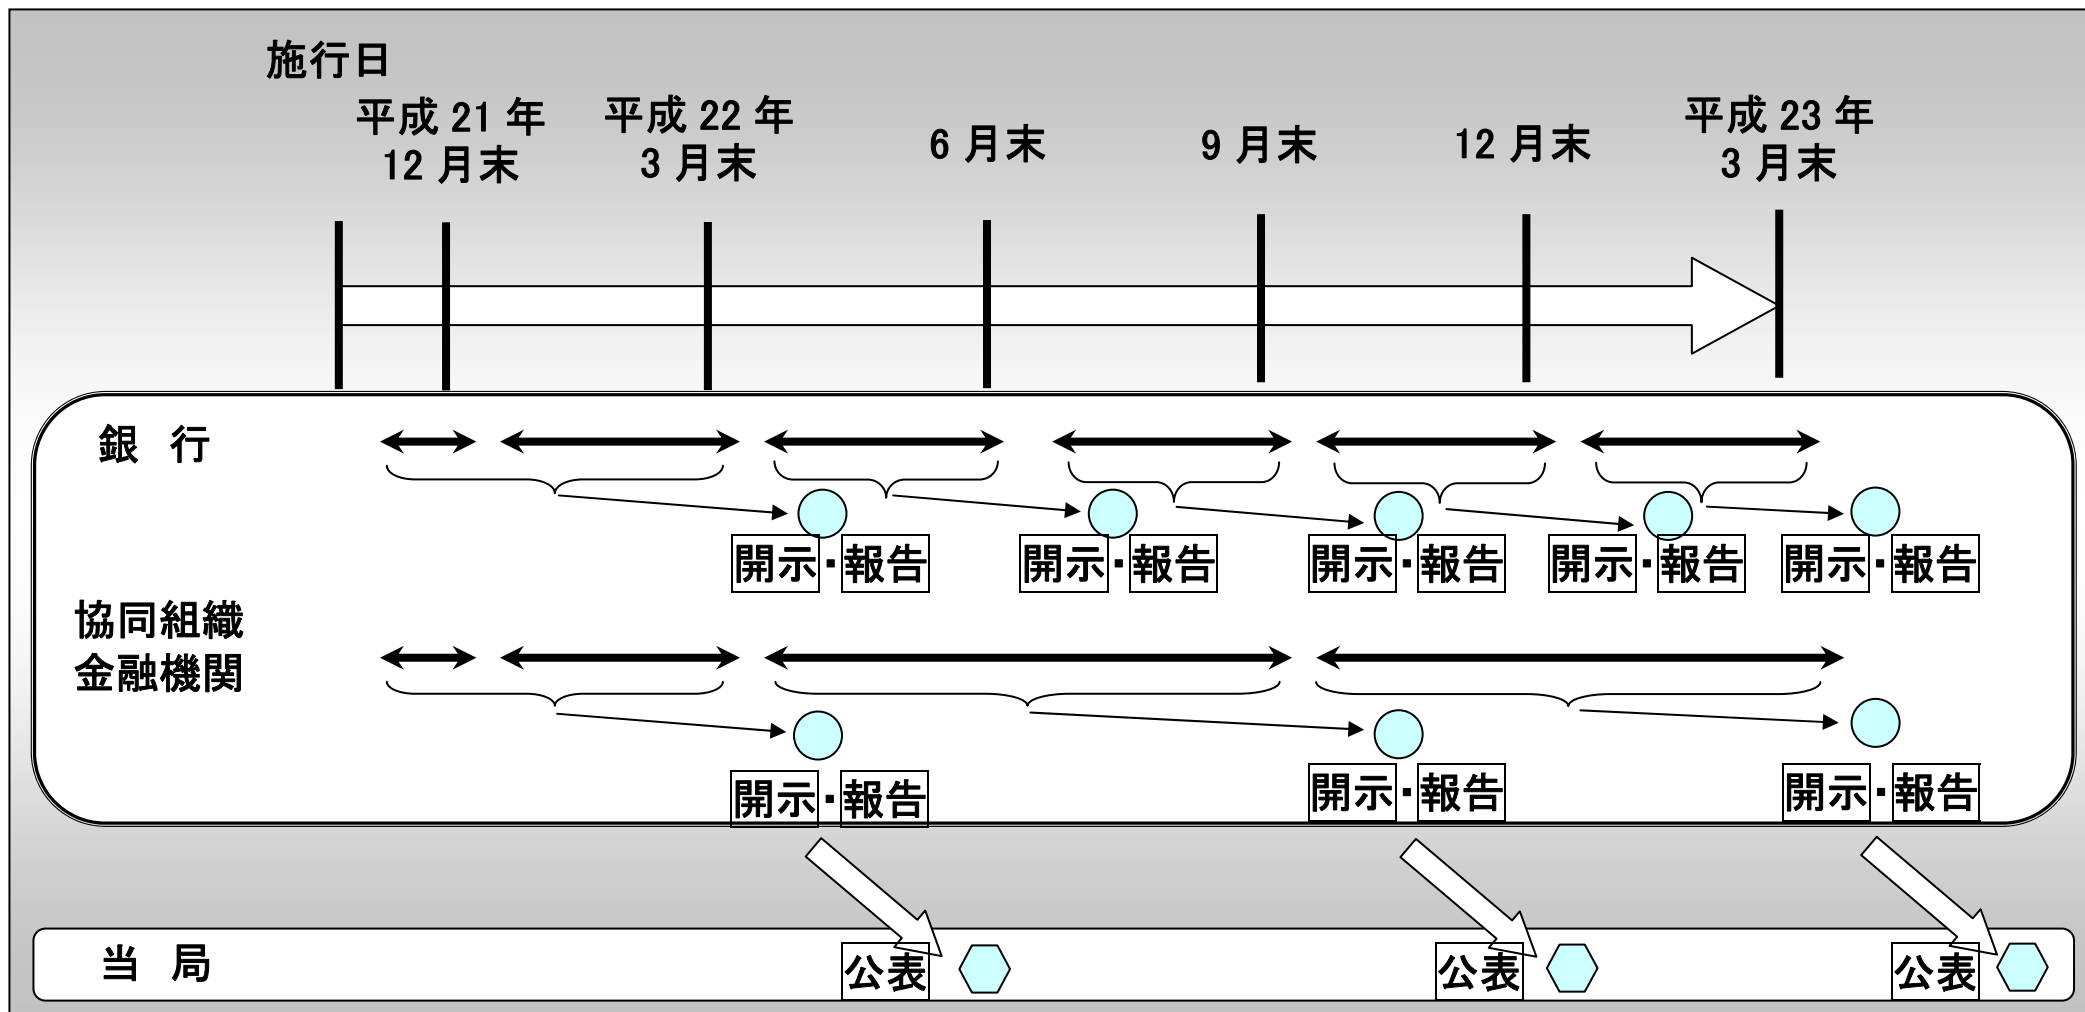 施行日
平成 21 年
12 月末
平成 22 年
3 月末
6 月末
9 月末
12 月末
平成 23 年
3 月末
銀 行
開示・報告
開示・報告
開示・報告
開示・報告
開示・報告
協同組織
金融機関
開示・報告
開示・報告
開示・報告
当 局
公表
公表
公表